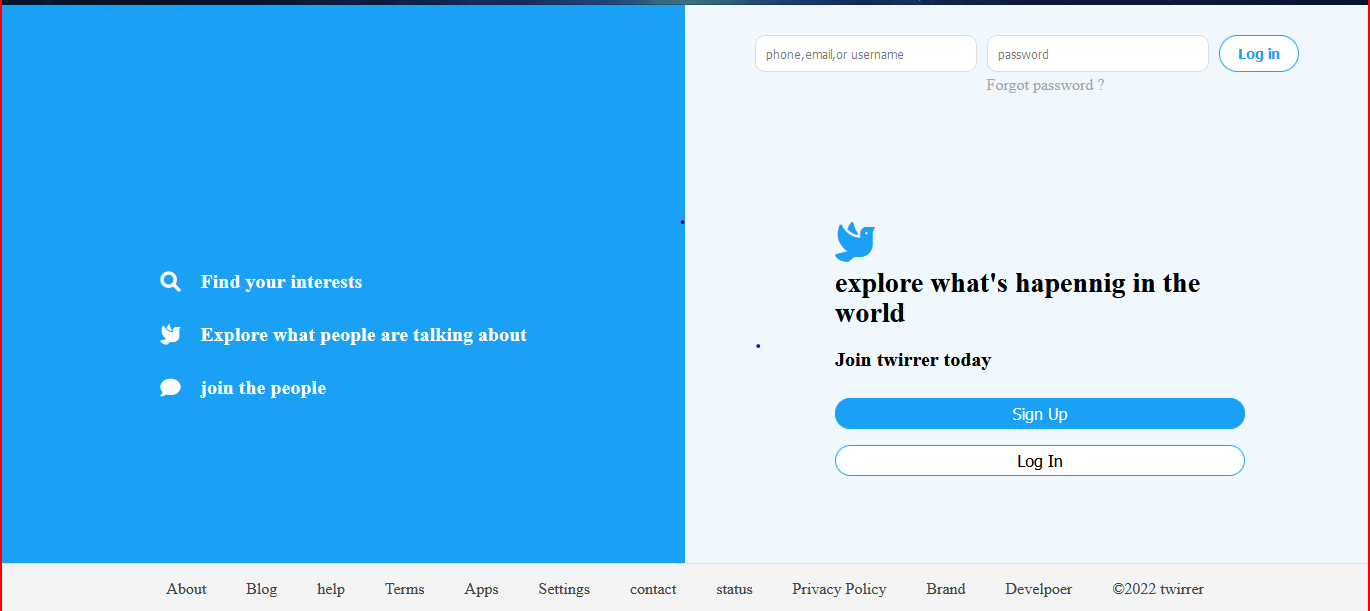 phone,email,or username
password
Log in
Forgot password ?
Find your interests
Explore what people are talking about
join the people
explore what's hapennig in the
world
Join twirrer today
Sign Up
Log In
About Blog help Terms Apps Settings contact status Privacy Policy Brand Develpoer ©2022 twirrer